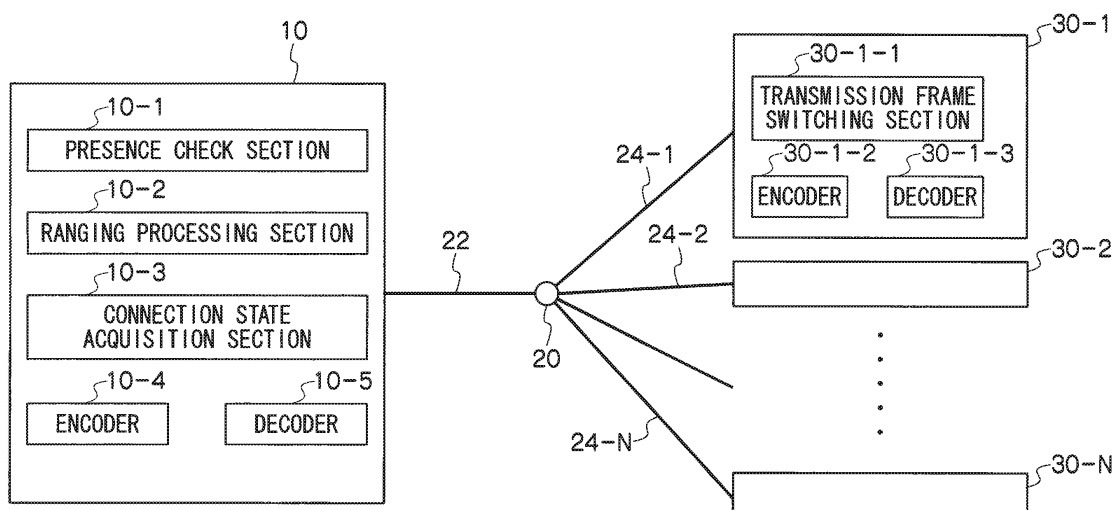 10
10-1
PRESENCE CHECK SECTION
10-2
RANGING PROCESSING SECTION
10-3
CONNECTION STATE
ACQUISITION SECTION
10-4
10-5
ENCODER
DECODER
22
20
24-1
24-2
24-N
30-1
30-1-1
TRANSMISSION FRAME
SWITCHING SECTION
30-1-2
30-1-3
ENCODER
DECODER
30-2
30-N